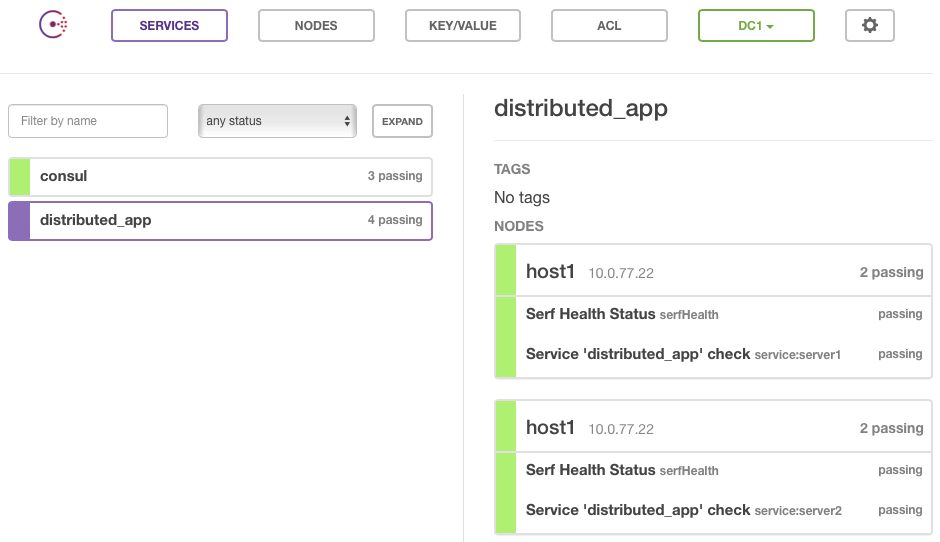 SERVICES NODES KEY/VALUE ACL DC1
Filter by name any status EXPAND
consul 3 passing
distributed_app 4 passing
distributed_app
TAGS
No tags
NODES
host1 10.0.77.22 2 passing
Serf Health Status serfHealth passing
Service 'distributed_app' check service:server1 passing
host1 10.0.77.22 2 passing
Serf Health Status serfHealth passing
Service 'distributed_app' check service:server2 passing